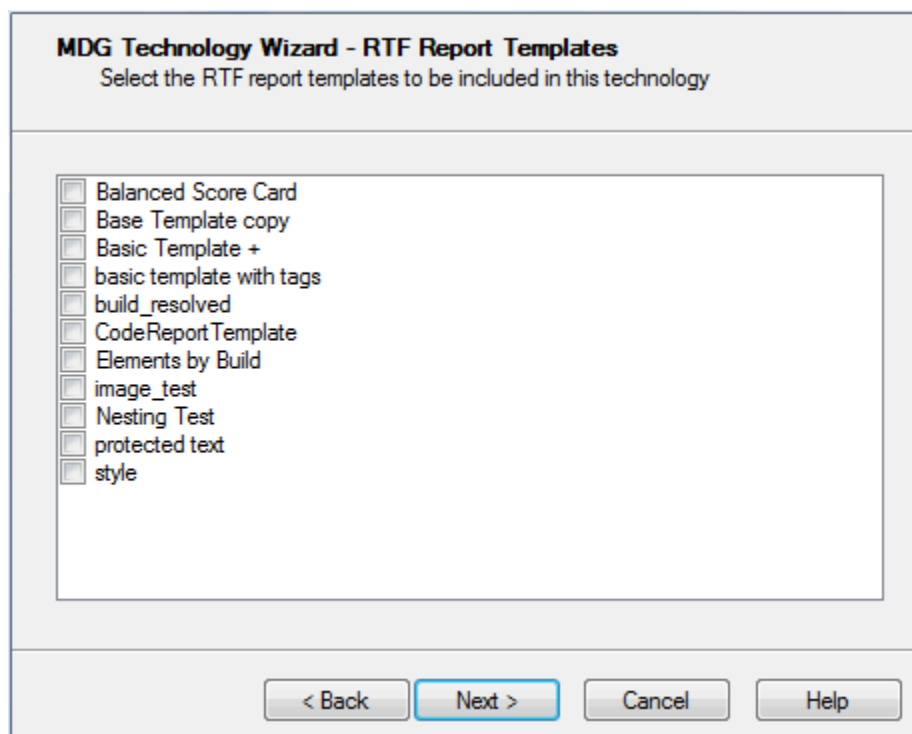 MDG Technology Wizard - RTF Report Templates
Select the RTF report templates to be included in this technology
Balanced Score Card
Base Template copy
Basic Template +
basic template with tags
build_resolved
CodeReportTemplate
Elements by Build
image_test
Nesting Test
protected text
style
< Back Next > Cancel Help